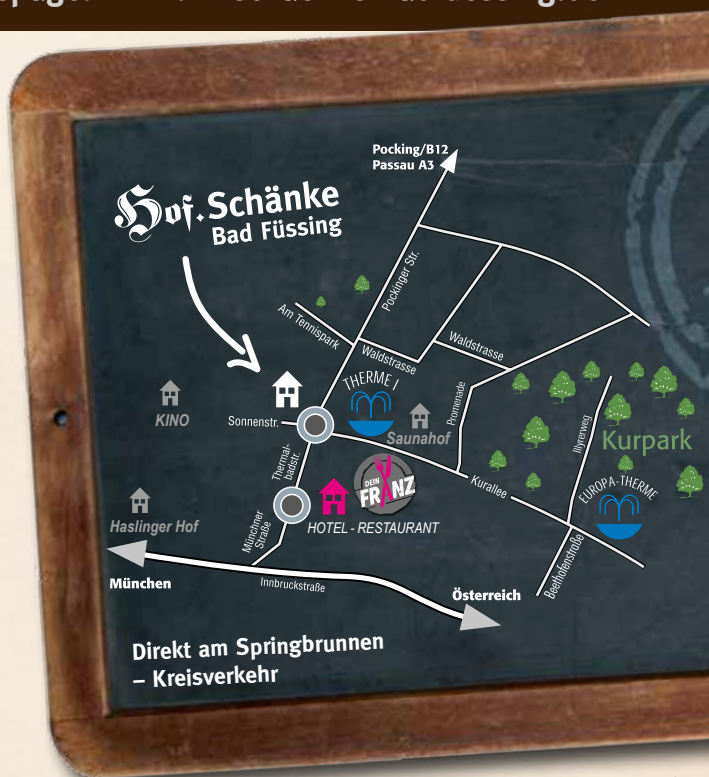 Pocking/B12
Passau A3
Hof.Schänke
Bad Füssing
Pockinger Str.
Am Tennispark
Waldstrasse
Waldstrasse
THERME I
KINO
Sonnenstr.
Saunahof
Promenade
Illyrerweg
Kurpark
Thermal-
badstr.
DEIN
FRANZ
Kurallee
EUROPA-THERME
Haslinger Hof
Münchner
Straße
HOTEL - RESTAURANT
Beethofenstraße
München
Innbruckstraße
Österreich
Direkt am Springbrunnen
– Kreisverkehr